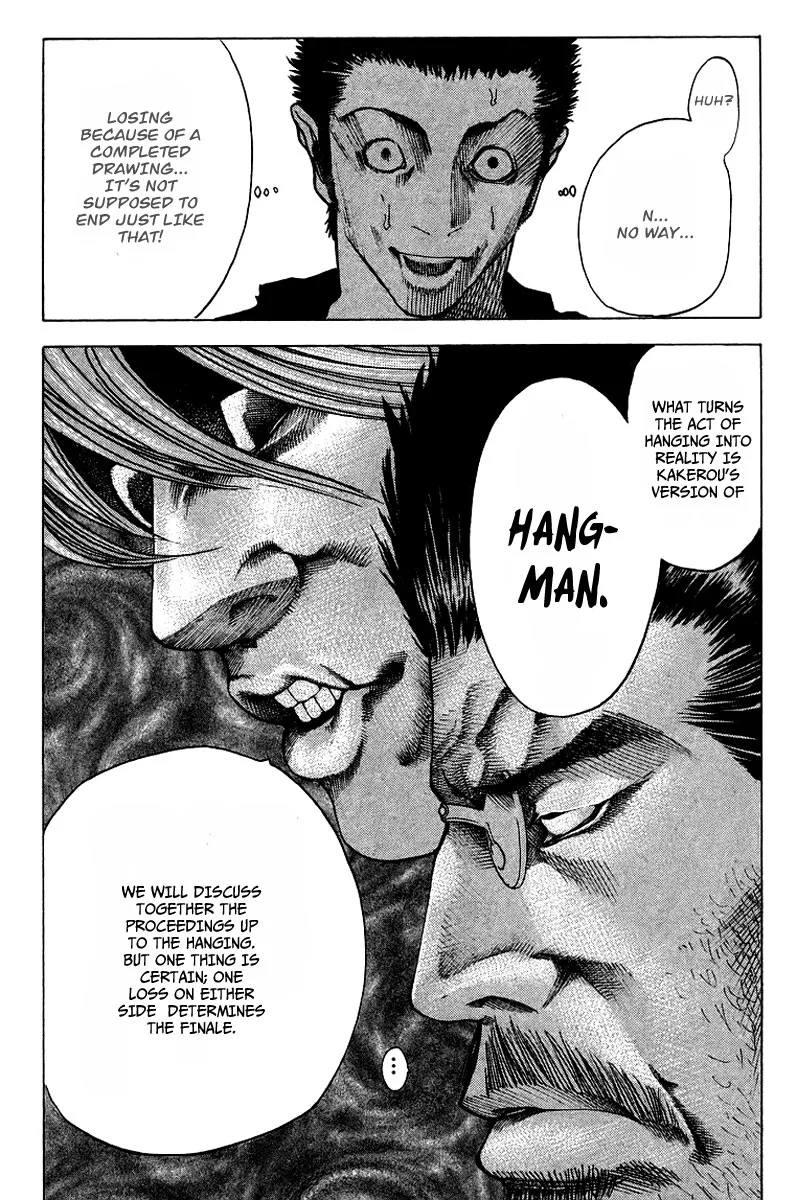 HUH?
N...
NO WAY...
LOSING
BECAUSE OF A
COMPLETED
DRAWING...
IT'S NOT
SUPPOSED TO
END JUST LIKE
THAT!
WHAT TURNS
THE ACT OF
HANGING INTO
REALITY IS
KAKEROU'S
VERSION OF
HANG-
MAN.
WE WILL DISCUSS
TOGETHER THE
PROCEEDINGS UP
TO THE HANGING.
BUT ONE THING IS
CERTAIN; ONE
LOSS ON EITHER
SIDE DETERMINES
THE FINALE.
...